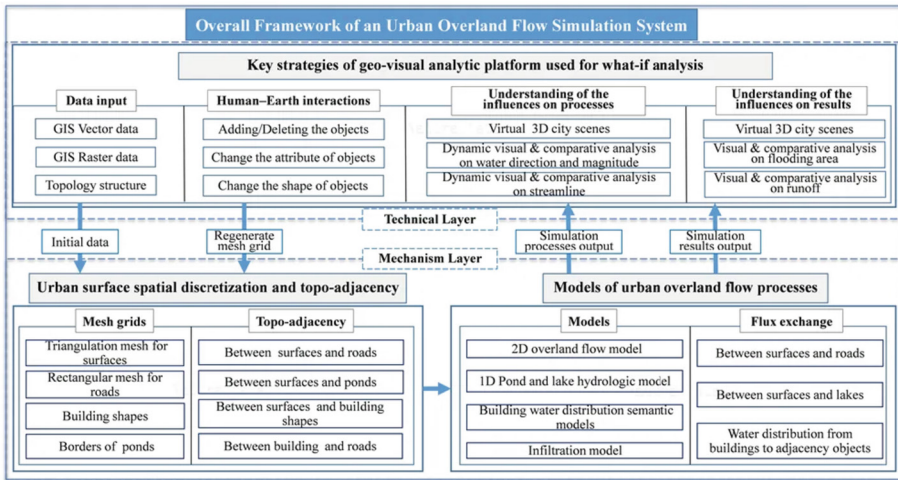 Overall Framework of an Urban Overland Flow Simulation System
Key strategies of geo-visual analytic platform used for what-if analysis
Data input
GIS Vector data
GIS Raster data
Topology structure
Human–Earth interactions
Adding/Deleting the objects
Change the attribute of objects
Change the shape of objects
Understanding of the
influences on processes
Virtual 3D city scenes
Dynamic visual & comparative analysis
on water direction and magnitude
Dynamic visual & comparative analysis
on streamline
Understanding of the
influences on results
Virtual 3D city scenes
Visual & comparative analysis
on flooding area
Visual & comparative analysis
on runoff
Technical Layer
Initial data
Regenerate
mesh grid
Simulation
processes output
Simulation
results output
Mechanism Layer
Urban surface spatial discretization and topo-adjacency
Mesh grids
Triangulation mesh for
surfaces
Rectangular mesh for
roads
Building shapes
Borders of ponds
Topo-adjacency
Between surfaces and roads
Between surfaces and ponds
Between surfaces and building
shapes
Between building and roads
Models of urban overland flow processes
Models
2D overland flow model
1D Pond and lake hydrologic model
Building water distribution semantic
models
Infiltration model
Flux exchange
Between surfaces and roads
Between surfaces and lakes
Water distribution from
buildings to adjacency objects